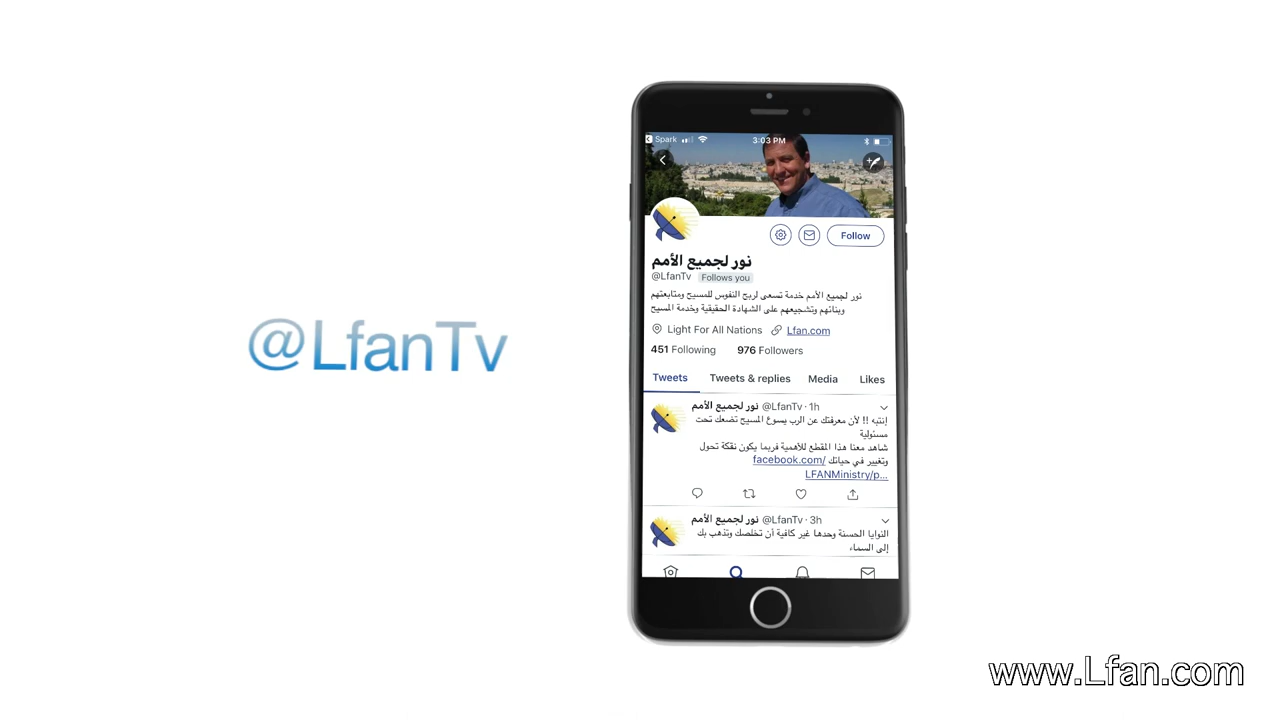 @LfanTv
Spark
3:03 PM
Follow
نور لجميع الأمم
@LfanTv Follows you
نور لجميع الأمم خدمة تسعى لربح النفوس للمسيح ومتابعتهم
وبنائهم وتشجيعهم على الشهادة الحقيقية وخدمة المسيح
Light For All Nations Lfan.com
451 Following 976 Followers
Tweets Tweets & replies Media Likes
نور لجميع الأمم @LfanTv · 1h
إنتبه !! لأن معرفتك عن الرب يسوع المسيح تضعك تحت
مسئولية
شاهد معنا هذا المقطع للأهمية فربما يكون نقكة تحول
وتغيير في حياتك facebook.com/
LFANMinistry/p...
نور لجميع الأمم @LfanTv · 3h
النوايا الحسنة وحدها غير كافية أن تخلصك وتذهب بك
إلى السماء
www.Lfan.com